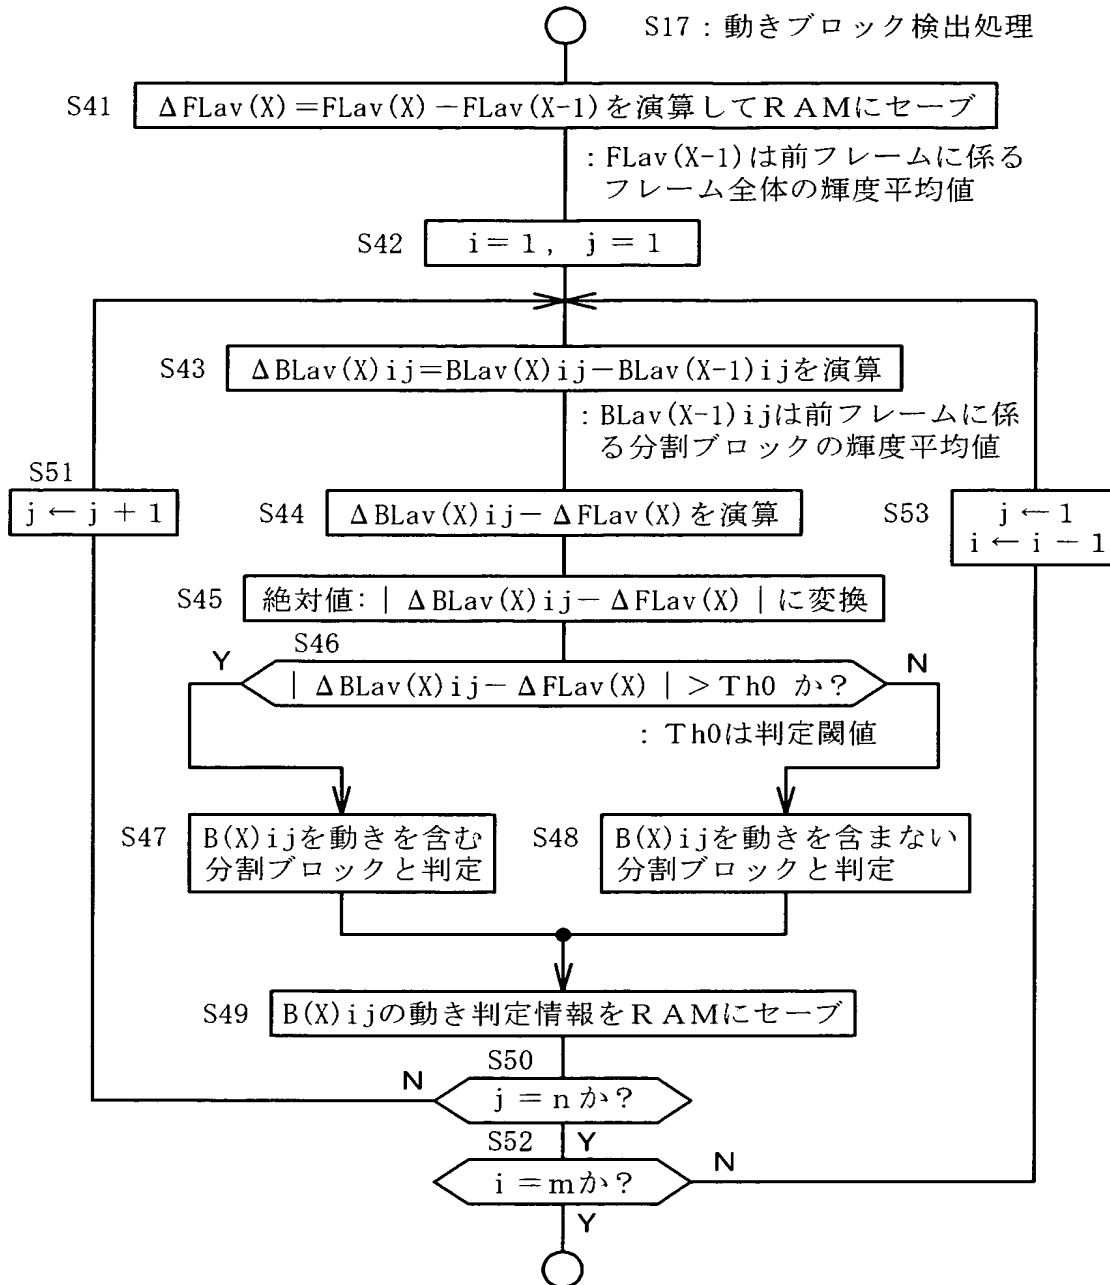 S17：動きブロック検出処理
S41
ΔFLav(X)=FLav(X)－FLav(X-1)を演算してＲＡＭにセーブ
：FLav(X-1)は前フレームに係る
フレーム全体の輝度平均値
S42
i＝1，j＝1
S43
ΔBLav(X)ij=BLav(X)ij－BLav(X-1)ijを演算
：BLav(X-1)ijは前フレームに係
る分割ブロックの輝度平均値
S51
j←j＋1
S44
ΔBLav(X)ij－ΔFLav(X)を演算
S53
j←1
i←i－1
S45
絶対値：｜ΔBLav(X)ij－ΔFLav(X)｜に変換
S46
Y
N
｜ΔBLav(X)ij－ΔFLav(X)｜＞Th0 か？
：Th0は判定閾値
S47
B(X)ijを動きを含む
分割ブロックと判定
S48
B(X)ijを動きを含まない
分割ブロックと判定
S49
B(X)ijの動き判定情報をＲＡＭにセーブ
S50
N
j＝nか？
S52
Y
N
i＝mか？
Y